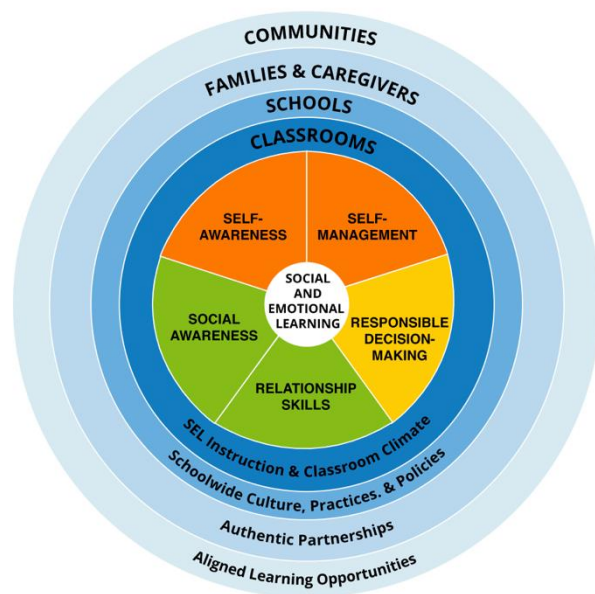 COMMUNITIES
FAMILIES & CAREGIVERS
SCHOOLS
CLASSROOMS
SELF-
AWARENESS
SELF-
MANAGEMENT
SOCIAL
AND
EMOTIONAL
LEARNING
SOCIAL
AWARENESS
RESPONSIBLE
DECISION-
MAKING
RELATIONSHIP
SKILLS
SEL Instruction & Classroom Climate
Schoolwide Culture, Practices. & Policies
Authentic Partnerships
Aligned Learning Opportunities